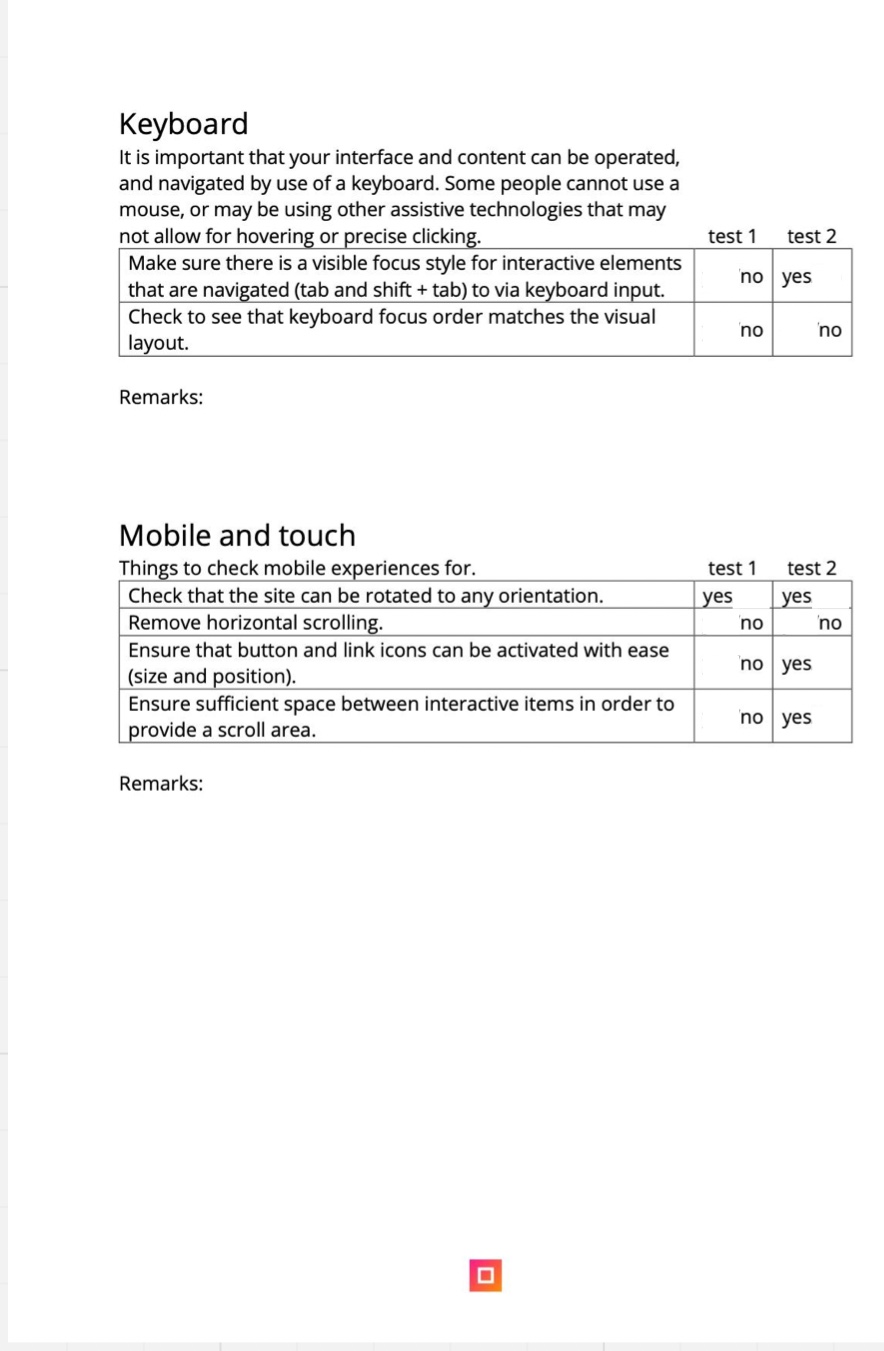 Keyboard
It is important that your interface and content can be operated,
and navigated by use of a keyboard. Some people cannot use a
mouse, or may be using other assistive technologies that may
not allow for hovering or precise clicking. test 1 test 2
Make sure there is a visible focus style for interactive elements
that are navigated (tab and shift + tab) to via keyboard input. no yes
Check to see that keyboard focus order matches the visual
layout. no no
Remarks:
Mobile and touch
Things to check mobile experiences for. test 1 test 2
Check that the site can be rotated to any orientation. yes yes
Remove horizontal scrolling. no no
Ensure that button and link icons can be activated with ease
(size and position). no yes
Ensure sufficient space between interactive items in order to
provide a scroll area. no yes
Remarks: